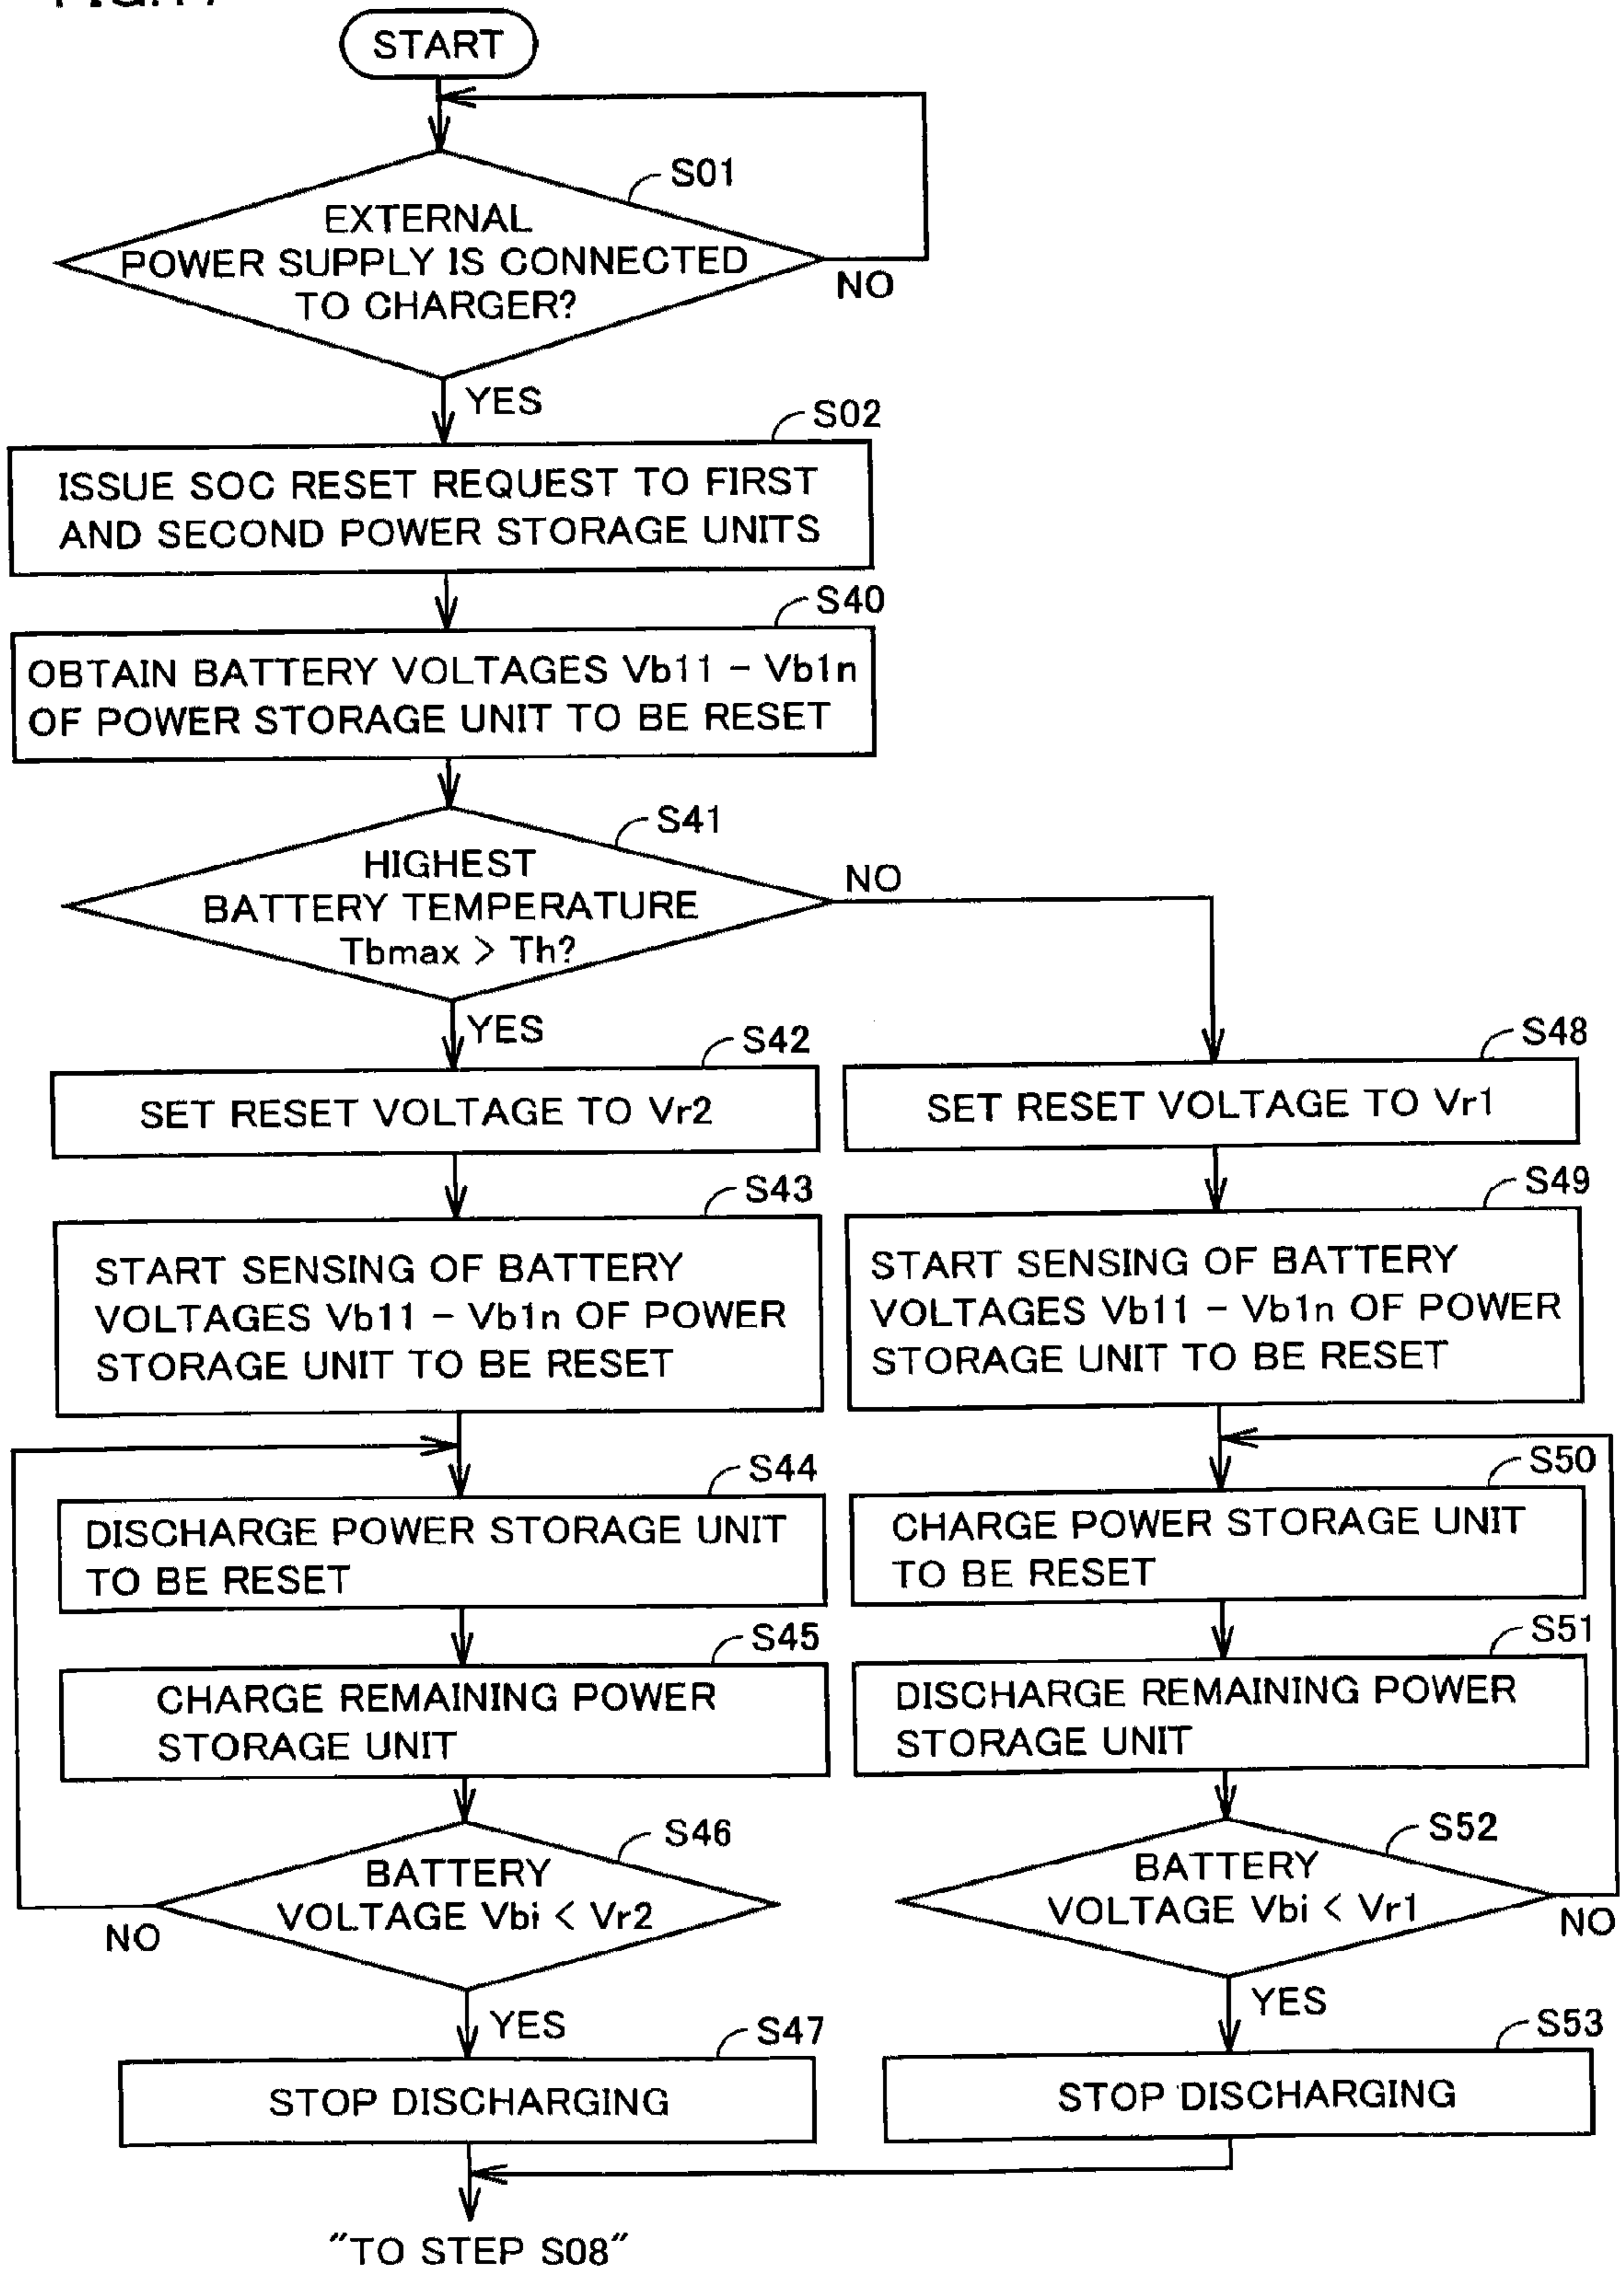 START
S01
EXTERNAL
POWER SUPPLY IS CONNECTED
TO CHARGER?
NO
YES
S02
ISSUE SOC RESET REQUEST TO FIRST
AND SECOND POWER STORAGE UNITS
S40
OBTAIN BATTERY VOLTAGES Vb11 – Vb1n
OF POWER STORAGE UNIT TO BE RESET
S41
HIGHEST
BATTERY TEMPERATURE
Tbmax > Th?
NO
YES
S42
SET RESET VOLTAGE TO Vr2
S43
START SENSING OF BATTERY
VOLTAGES Vb11 – Vb1n OF POWER
STORAGE UNIT TO BE RESET
S44
DISCHARGE POWER STORAGE UNIT
TO BE RESET
S45
CHARGE REMAINING POWER
STORAGE UNIT
S46
BATTERY
VOLTAGE Vbi < Vr2
NO
YES
S47
STOP DISCHARGING
S48
SET RESET VOLTAGE TO Vr1
S49
START SENSING OF BATTERY
VOLTAGES Vb11 – Vb1n OF POWER
STORAGE UNIT TO BE RESET
S50
CHARGE POWER STORAGE UNIT
TO BE RESET
S51
DISCHARGE REMAINING POWER
STORAGE UNIT
S52
BATTERY
VOLTAGE Vbi < Vr1
NO
YES
S53
STOP DISCHARGING
"TO STEP S08"